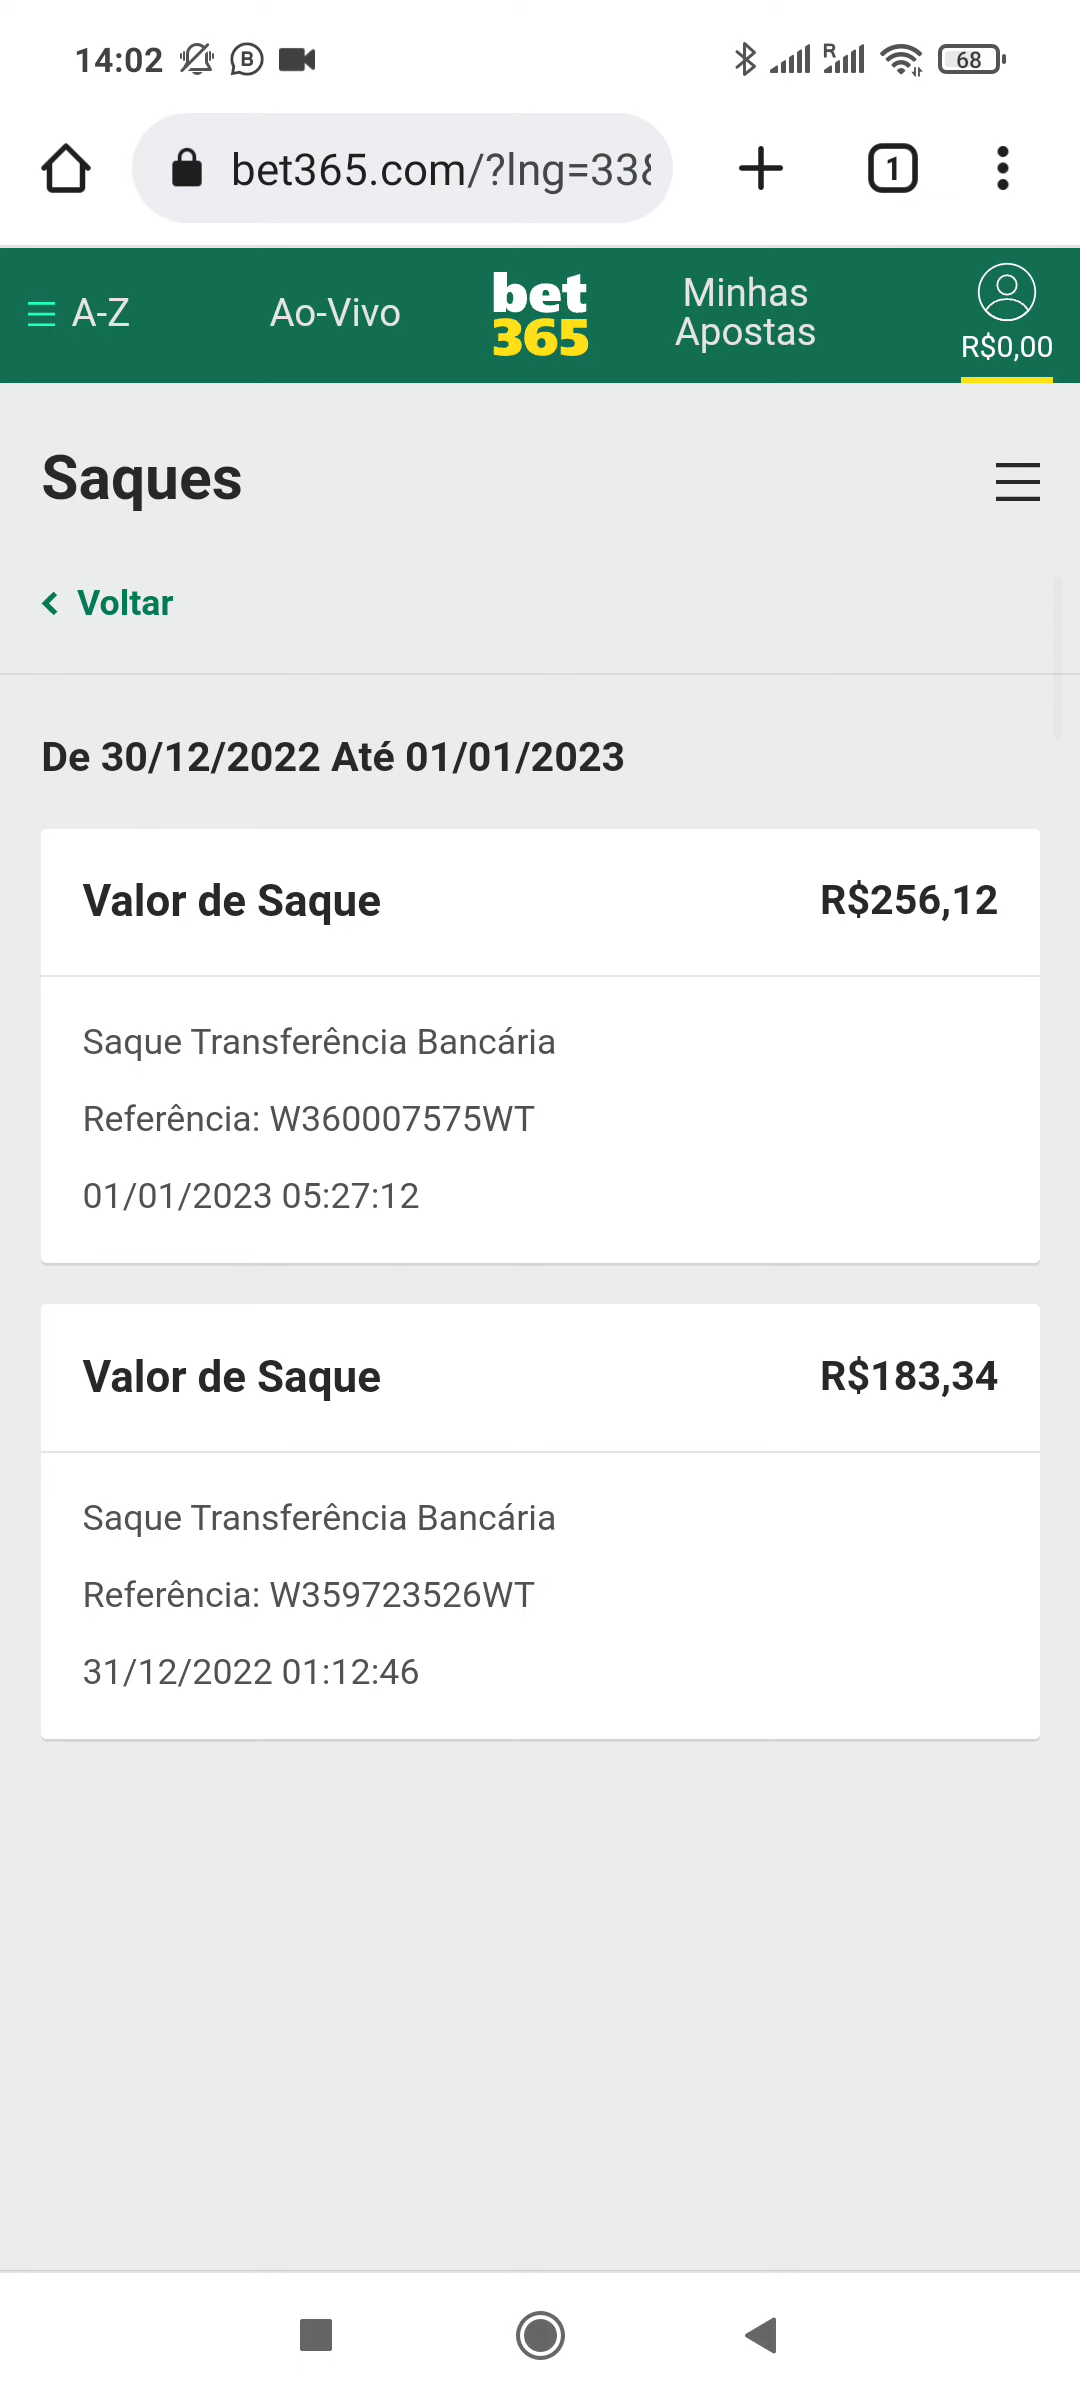 14:02
B
R
68
bet365.com/?lng=338
1
A-Z
Ao-Vivo
bet
365
Minhas
Apostas
R$0,00
Saques
Voltar
De 30/12/2022 Até 01/01/2023
Valor de Saque R$256,12
Saque Transferência Bancária
Referência: W360007575WT
01/01/2023 05:27:12
Valor de Saque R$183,34
Saque Transferência Bancária
Referência: W359723526WT
31/12/2022 01:12:46